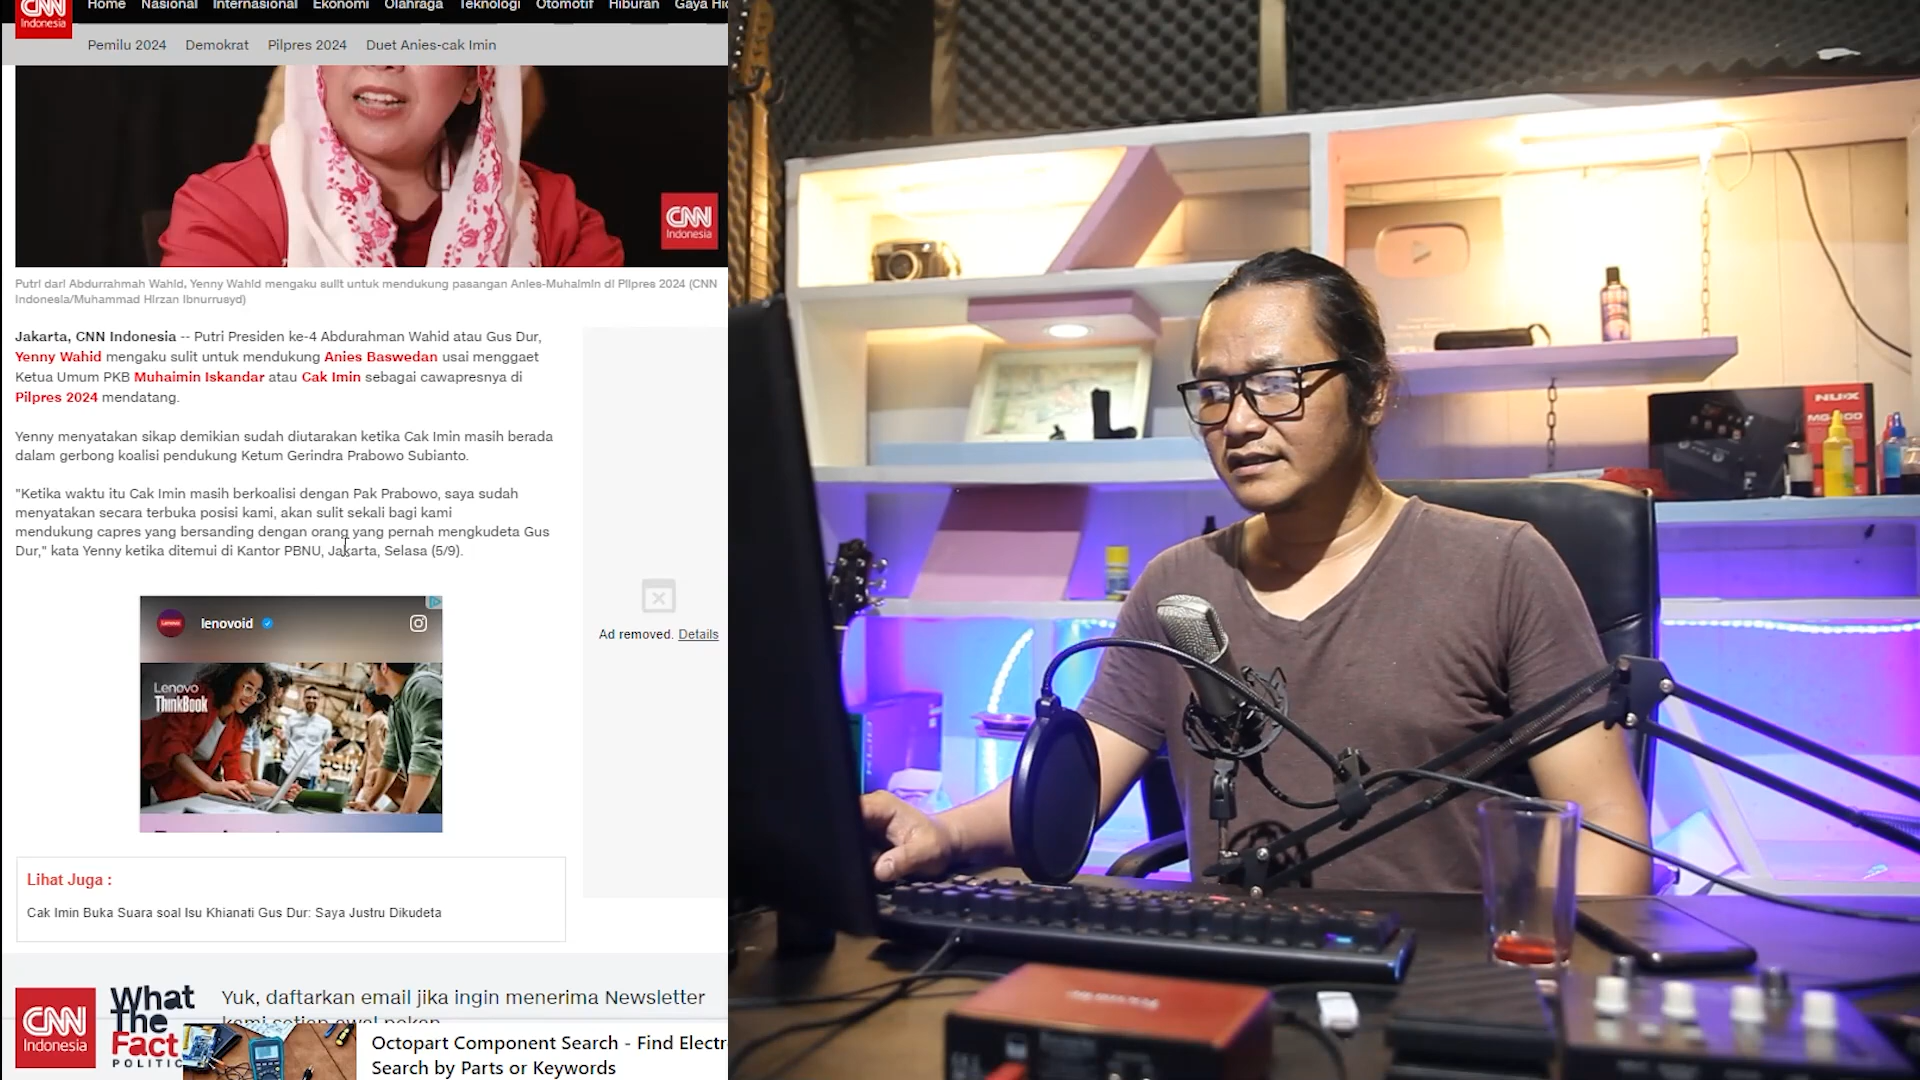 CNN
Indonesia
Home Nasional Internasional Ekonomi Olahraga Teknologi Otomotif Hiburan Gaya
Pemilu 2024 Demokrat Pilpres 2024 Duet Anies-cak Imin
CNN
Indonesia
Putri dari Abdurrahmah Wahid, Yenny Wahid mengaku sulit untuk mendukung pasangan Anies-Muhaimin di Pilpres 2024 (CNN
Indonesia/Muhammad Hirzan Ibnurrusyd)
Jakarta, CNN Indonesia -- Putri Presiden ke-4 Abdurahman Wahid atau Gus Dur,
Yenny Wahid mengaku sulit untuk mendukung Anies Baswedan usai menggaet
Ketua Umum PKB Muhaimin Iskandar atau Cak Imin sebagai cawapresnya di
Pilpres 2024 mendatang.
Yenny menyatakan sikap demikian sudah diutarakan ketika Cak Imin masih berada
dalam gerbong koalisi pendukung Ketum Gerindra Prabowo Subianto.
"Ketika waktu itu Cak Imin masih berkoalisi dengan Pak Prabowo, saya sudah
menyatakan secara terbuka posisi kami, akan sulit sekali bagi kami
mendukung capres yang bersanding dengan orang yang pernah mengkudeta Gus
Dur," kata Yenny ketika ditemui di Kantor PBNU, Jakarta, Selasa (5/9).
lenovoid
Lenovo
ThinkBook
Ad removed. Details
Lihat Juga :
Cak Imin Buka Suara soal Isu Khianati Gus Dur: Saya Justru Dikudeta
CNN
Indonesia
What
The
Fact
POLITIC
Yuk, daftarkan email jika ingin menerima Newsletter
kami setiap awal pekan
Octopart Component Search - Find Electr
Search by Parts or Keywords
NUX